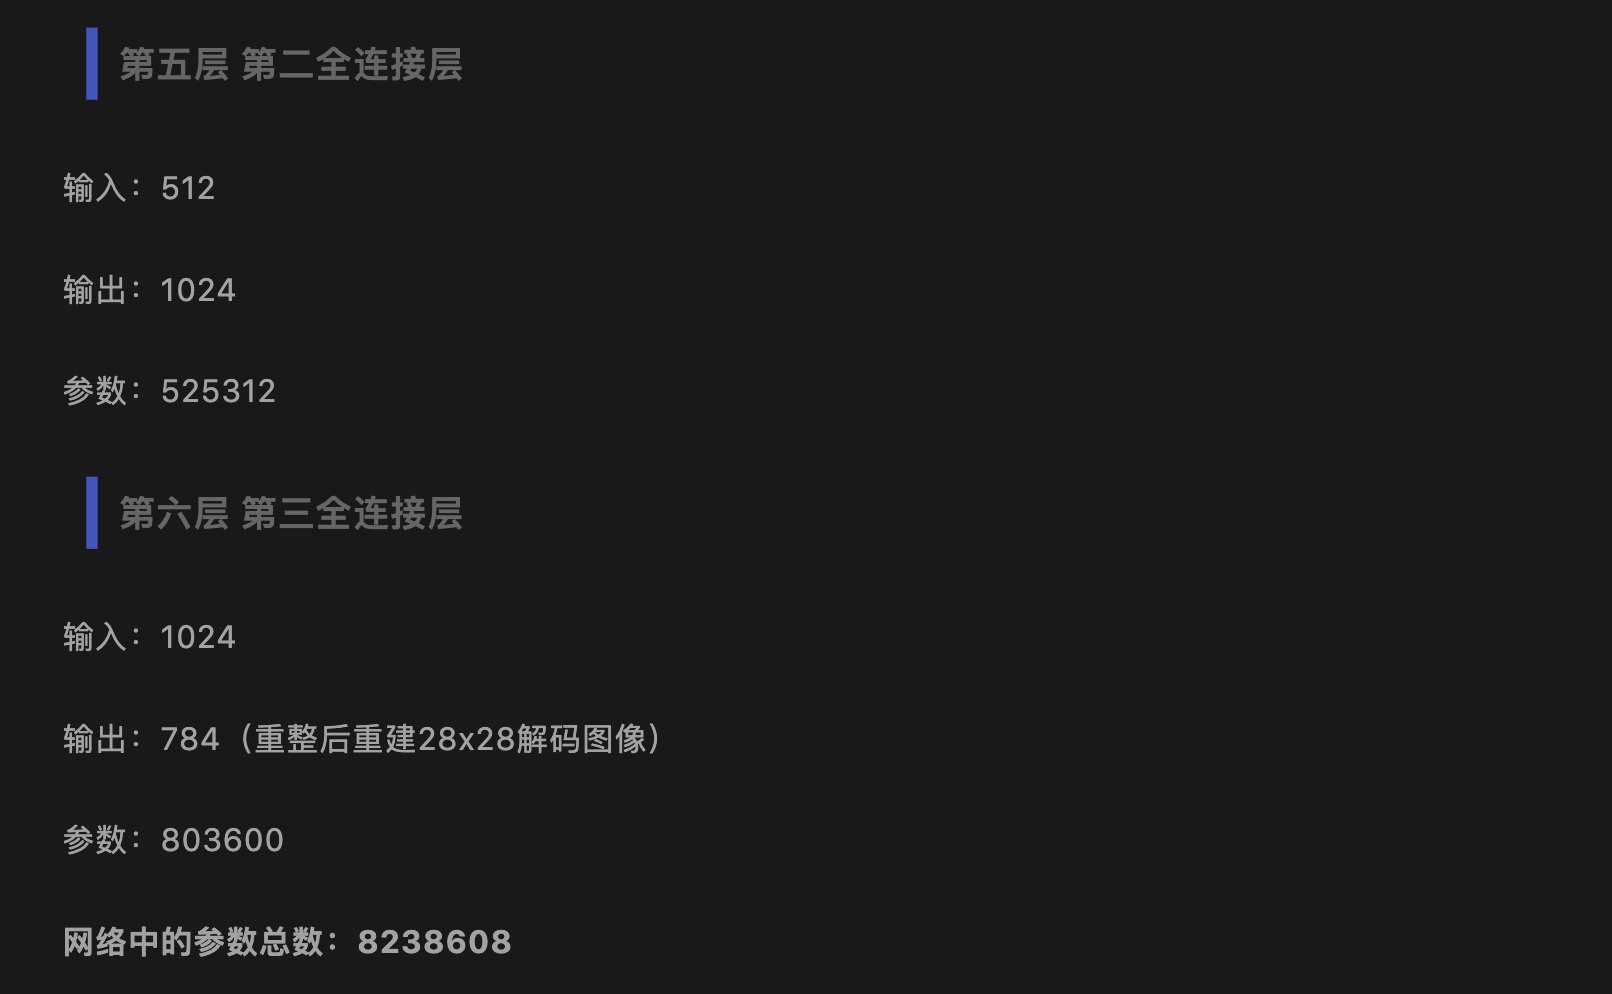 第五层 第二全连接层
输入：512
输出：1024
参数：525312
第六层 第三全连接层
输入：1024
输出：784（重整后重建28x28解码图像）
参数：803600
网络中的参数总数：8238608